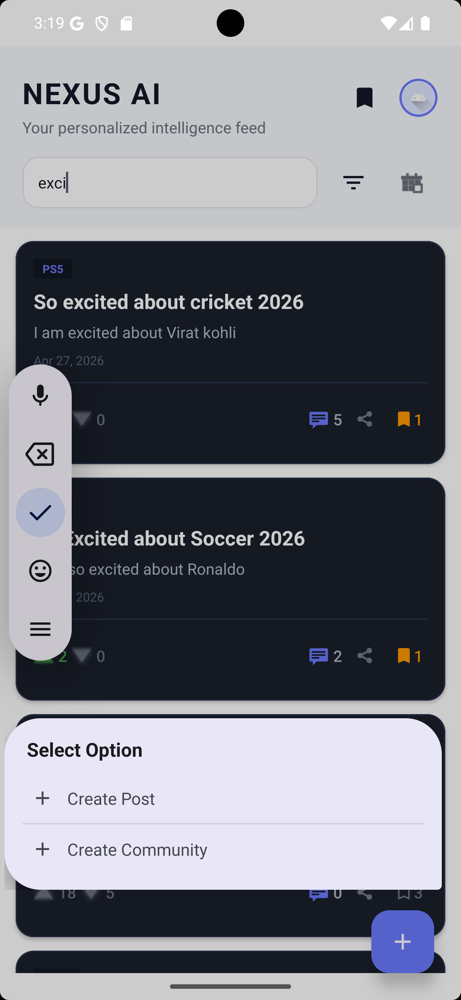 3:19
NEXUS AI
Your personalized intelligence feed
exci
PS5
So excited about cricket 2026
I am excited about Virat kohli
Apr 27, 2026
0
5
1
Excited about Soccer 2026
so excited about Ronaldo
2026
2
0
2
1
Select Option
Create Post
Create Community
18
5
0
3